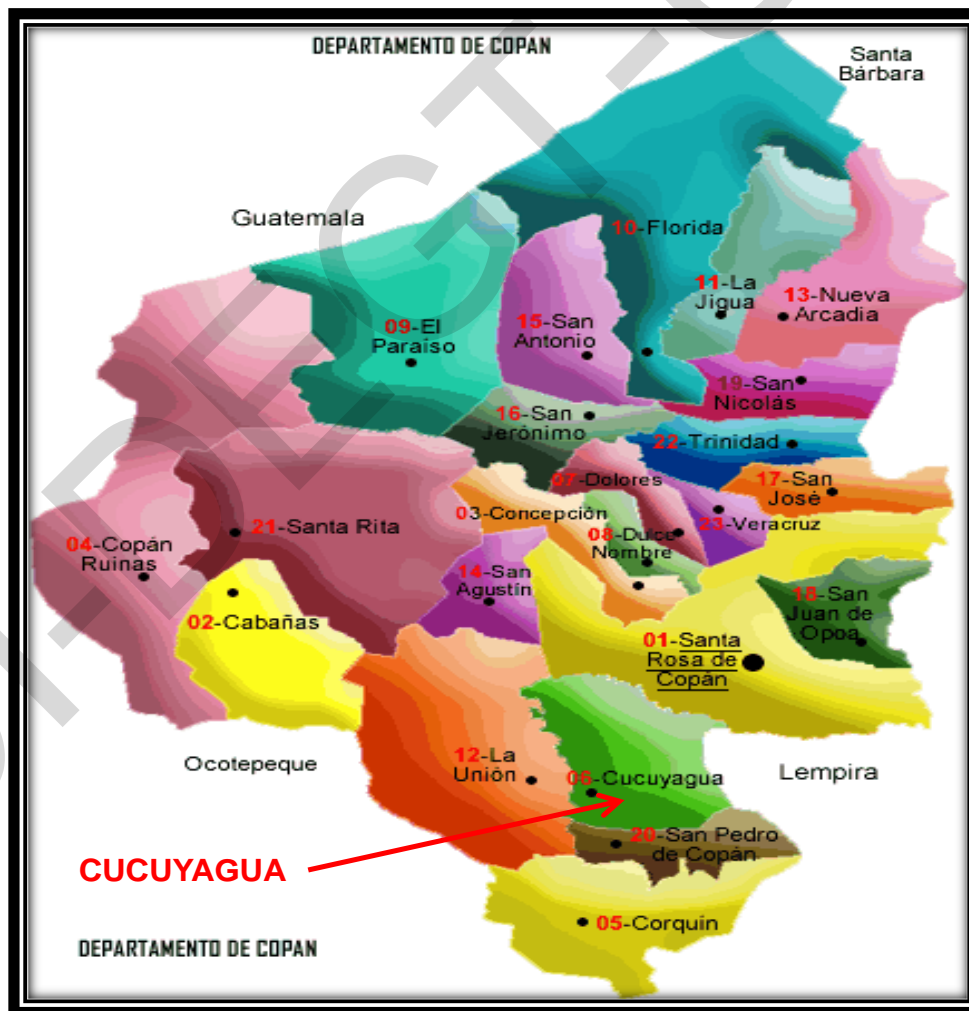 DEPARTAMENTO DE COPAN
Santa
Bárbara
Guatemala
10-Florida
11-La
Jigua
13-Nueva
Arcadia
09-El
Paraíso
15-San
Antonio
19-San
Nicolás
16-San
Jerónimo
22-Trinidad
07-Dolores
17-San
José
03-Concepción
23-Veracruz
08-Dulce
Nombre
21-Santa Rita
04-Copán
Ruinas
14-San
Agustín
18-San
Juan de
Opoa
02-Cabañas
01-Santa
Rosa de
Copán
Ocotepeque
12-La
Unión
06-Cucuyagua
Lempira
20-San Pedro
de Copán
CUCUYAGUA
05-Corquín
DEPARTAMENTO DE COPAN